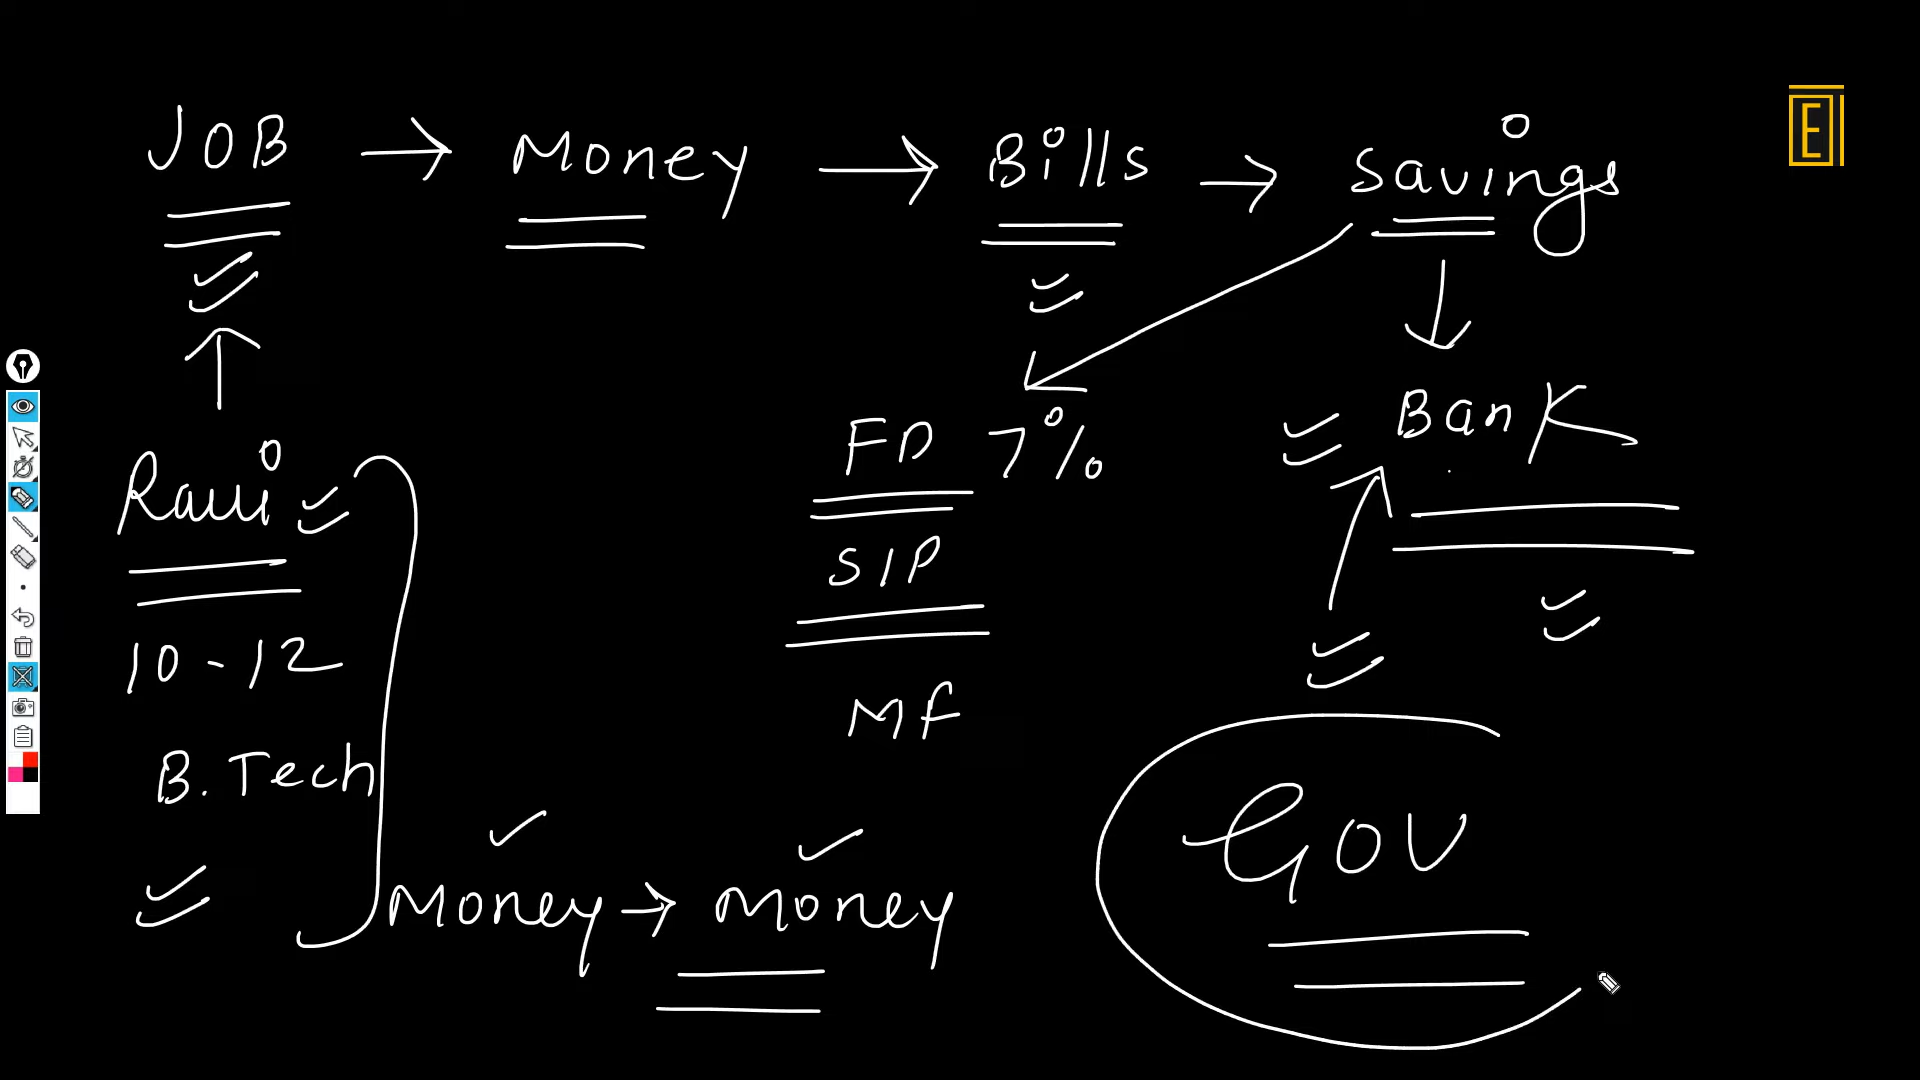 JOB → Money → Bills → Savings
Bank
FD 7%
Ravi
SIP
10-12
MF
B.Tech
Gov
Money → Money
E